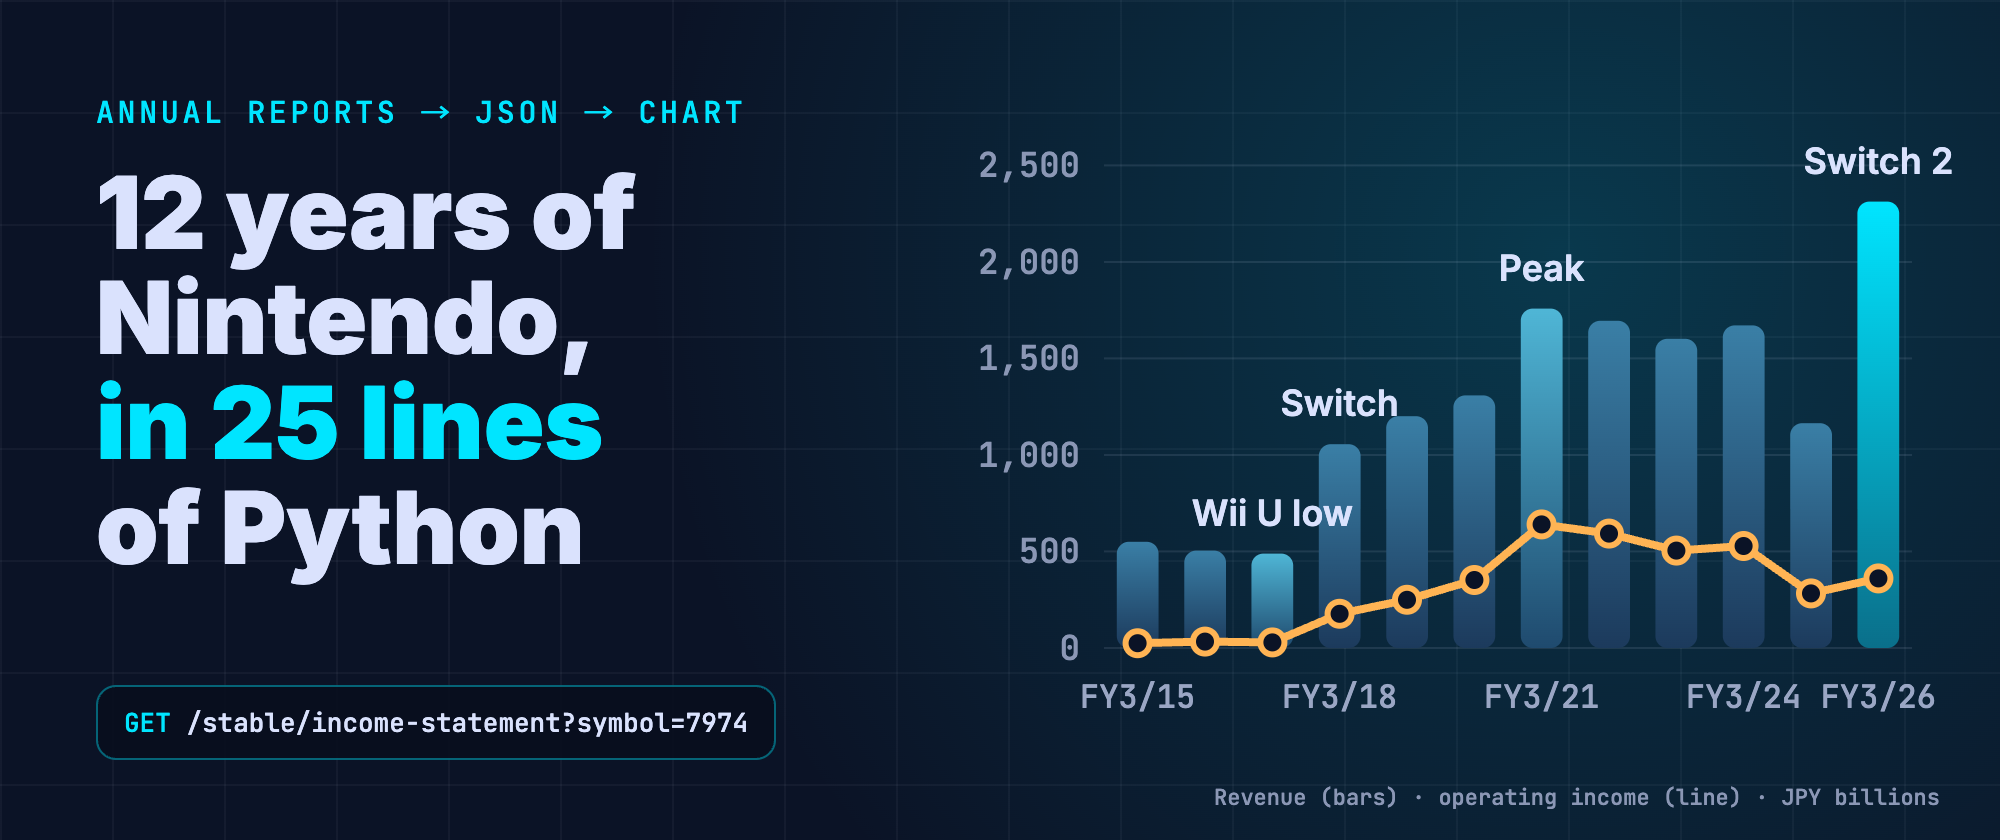 ANNUAL REPORTS → JSON → CHART
12 years of
Nintendo,
in 25 lines
of Python
GET /stable/income-statement?symbol=7974
2,500
2,000
1,500
1,000
500
0
Switch 2
Peak
Switch
Wii U low
FY3/15 FY3/18 FY3/21 FY3/24 FY3/26
Revenue (bars) · operating income (line) · JPY billions